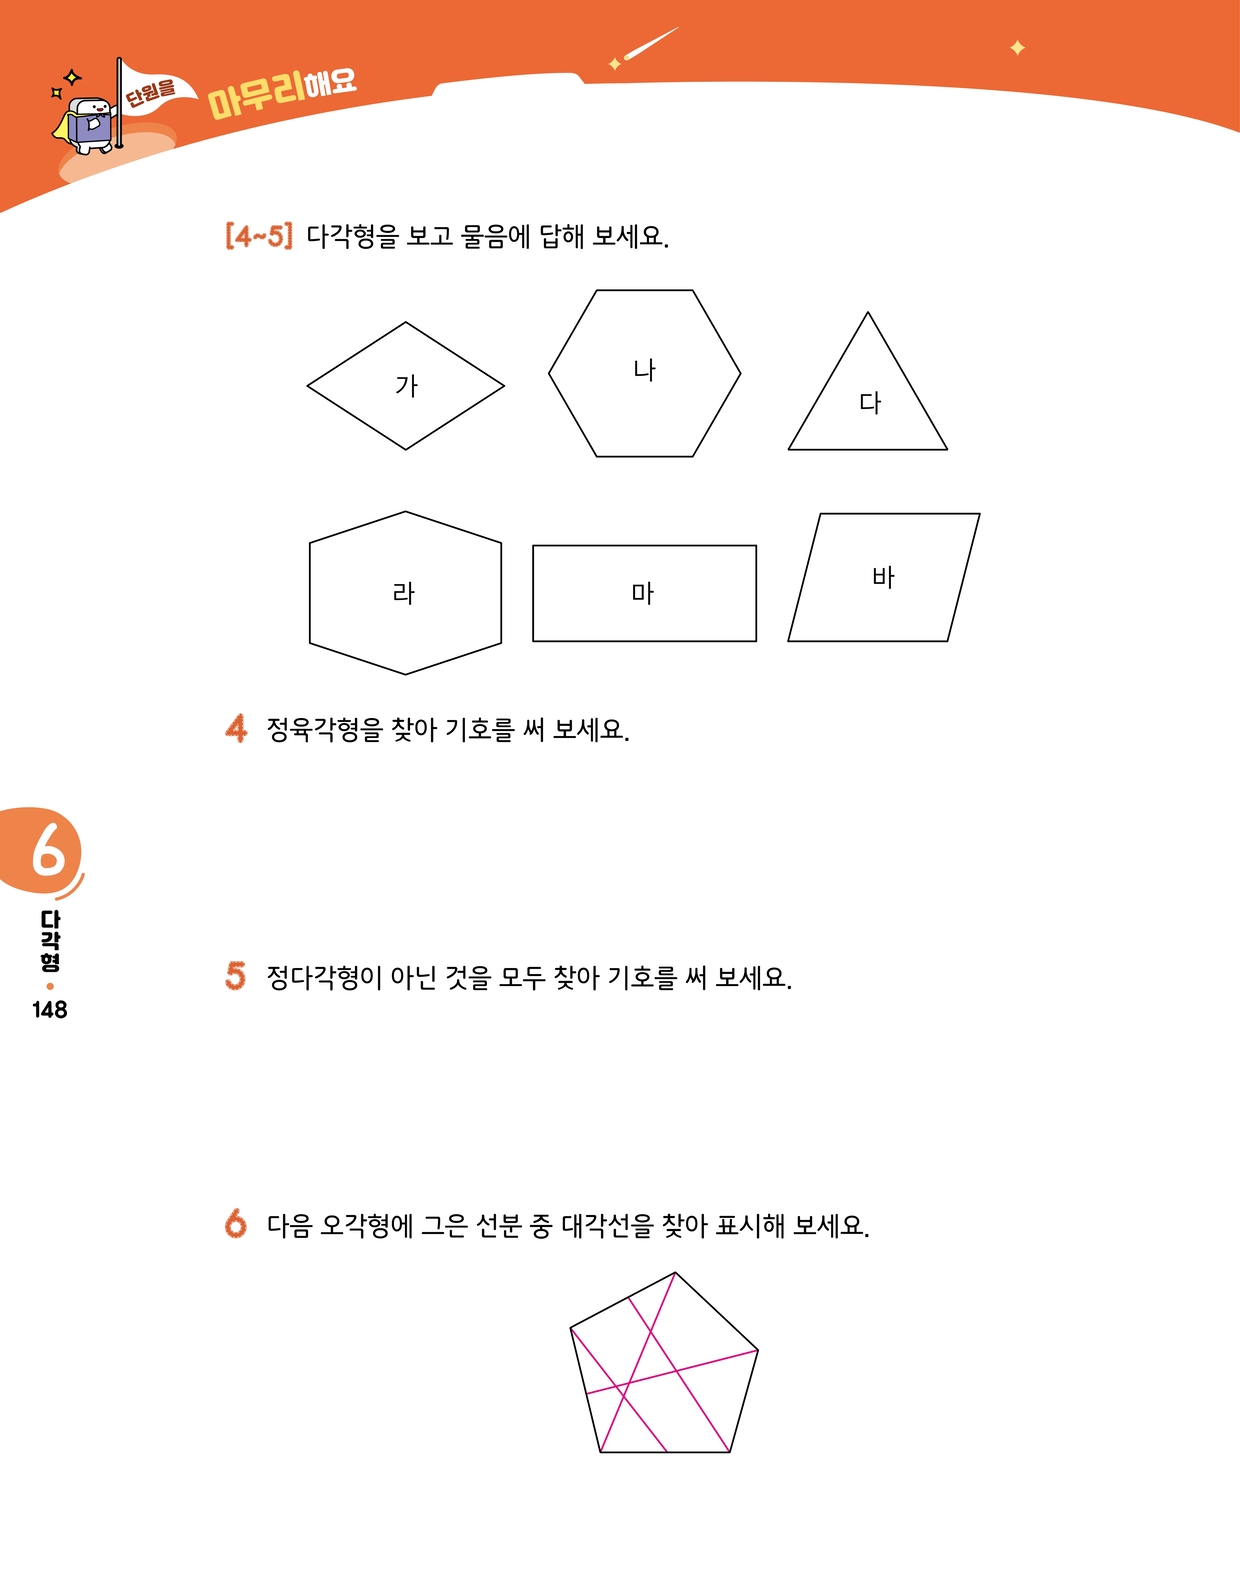 단원을 마무리해요
[4~5] 다각형을 보고 물음에 답해 보세요.
가
나
다
라
마
바
4 정육각형을 찾아 기호를 써 보세요.
6
다각형
148
5 정다각형이 아닌 것을 모두 찾아 기호를 써 보세요.
6 다음 오각형에 그은 선분 중 대각선을 찾아 표시해 보세요.